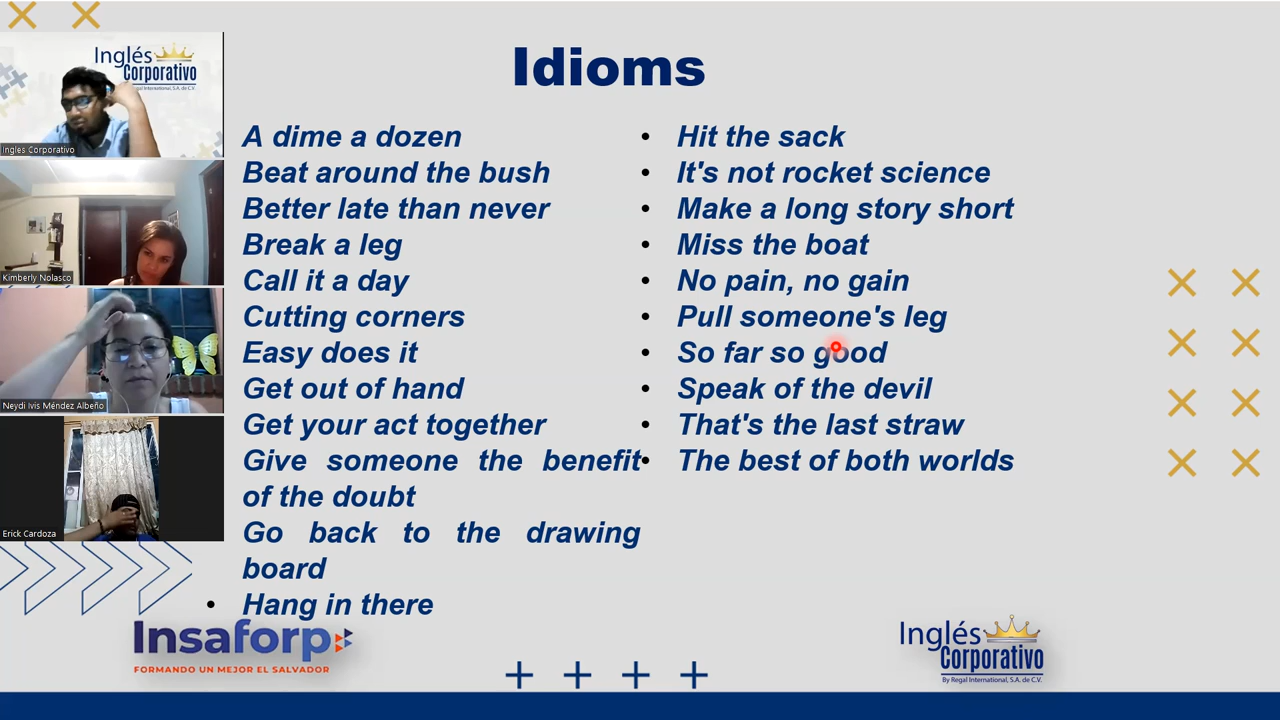 Idioms
Inglés
Corporativo
By Regal International, S.A. de C.V.
Ingles Corporativo
Kimberly Nolasco
Neydi Ivis Méndez Albeño
Erick Cardoza
A dime a dozen
Beat around the bush
Better late than never
Break a leg
Call it a day
Cutting corners
Easy does it
Get out of hand
Get your act together
Give someone the benefit
of the doubt
Go back to the drawing
board
• Hang in there
• Hit the sack
• It's not rocket science
• Make a long story short
• Miss the boat
• No pain, no gain
• Pull someone's leg
• So far so good
• Speak of the devil
• That's the last straw
• The best of both worlds
Insaforp
FORMANDO UN MEJOR EL SALVADOR
Inglés
Corporativo
By Regal International, S.A. de C.V.